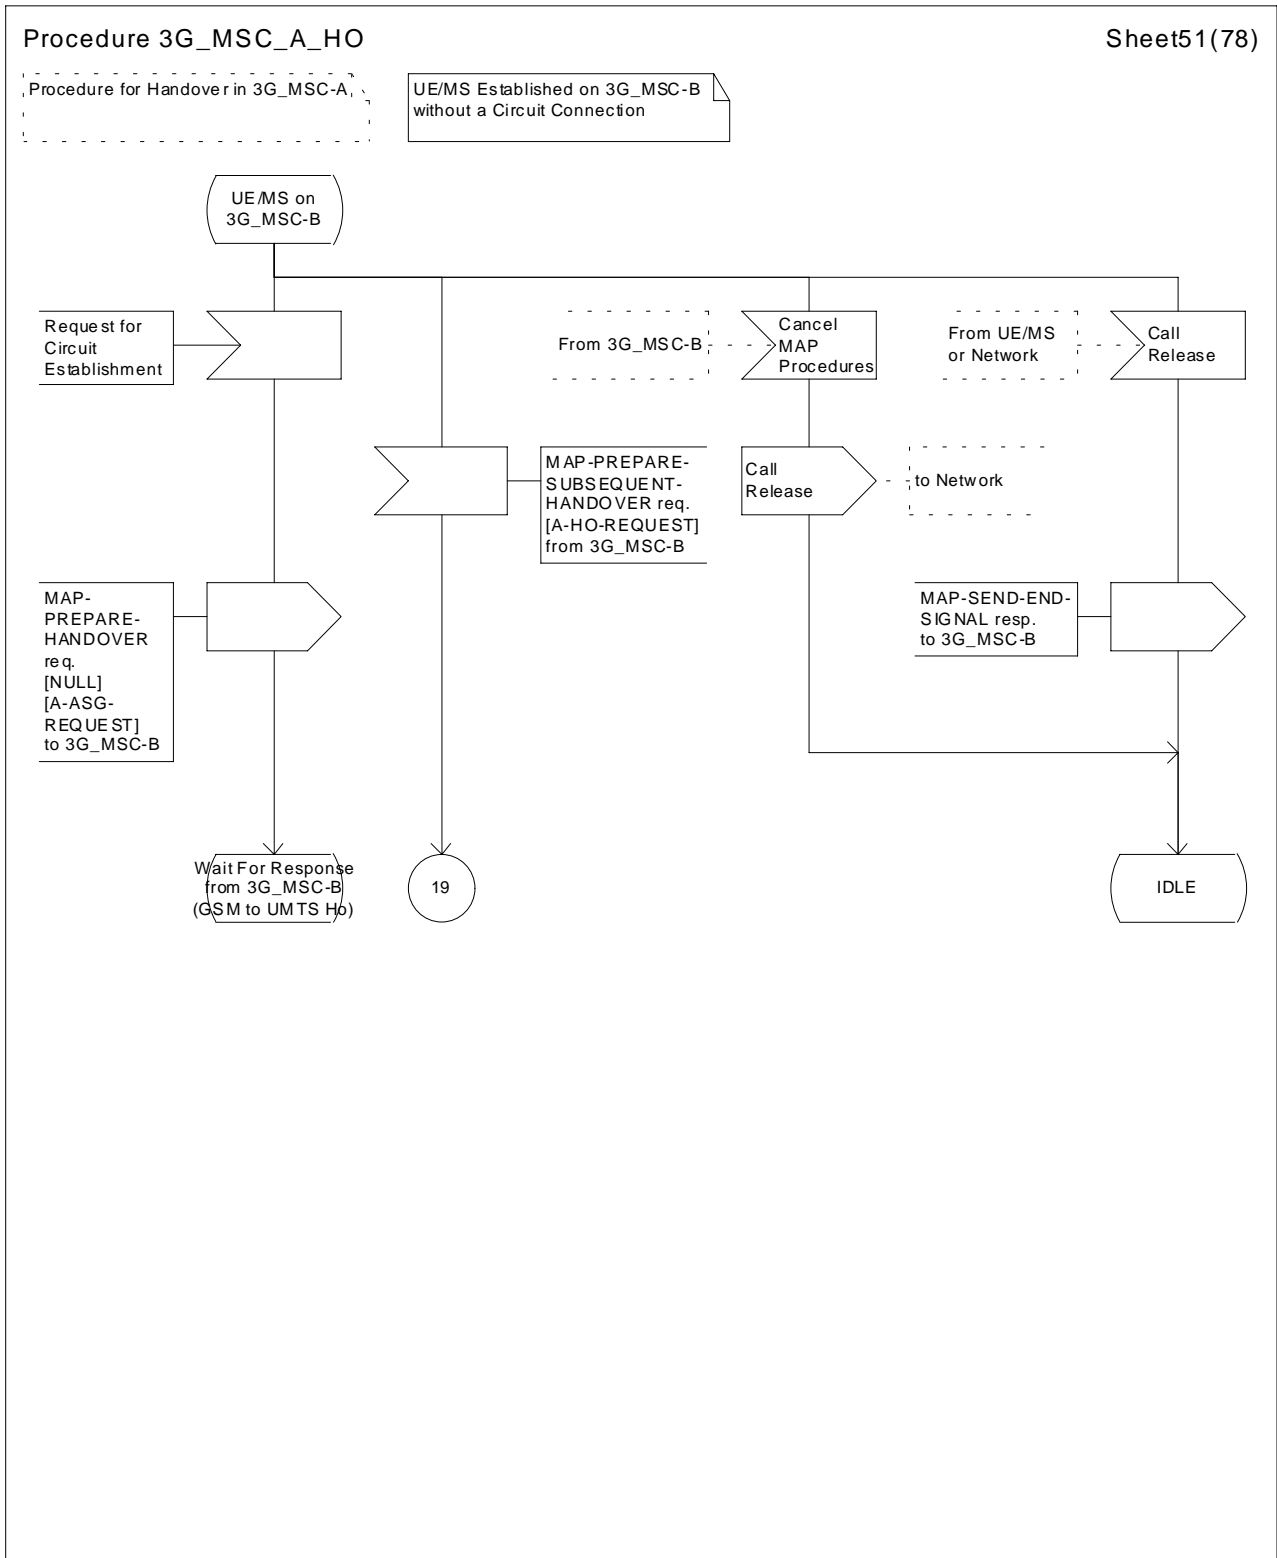 Procedure 3G_MSC_A_HO
Sheet51(78)
Procedure for Handover in 3G_MSC-A
UE/MS Established on 3G_MSC-B
without a Circuit Connection
UE/MS on
3G_MSC-B
Request for
Circuit
Establishment
From 3G_MSC-B
Cancel
MAP
Procedures
From UE/MS
or Network
Call
Release
MAP-PREPARE-
SUBSEQUENT-
HANDOVER req.
[A-HO-REQUEST]
from 3G_MSC-B
Call
Release
to Network
MAP-
PREPARE-
HANDOVER
req.
[NULL]
[A-ASG-
REQUEST]
to 3G_MSC-B
MAP-SEND-END-
SIGNAL resp.
to 3G_MSC-B
Wait For Response
from 3G_MSC-B
(GSM to UMTS Ho)
19
IDLE